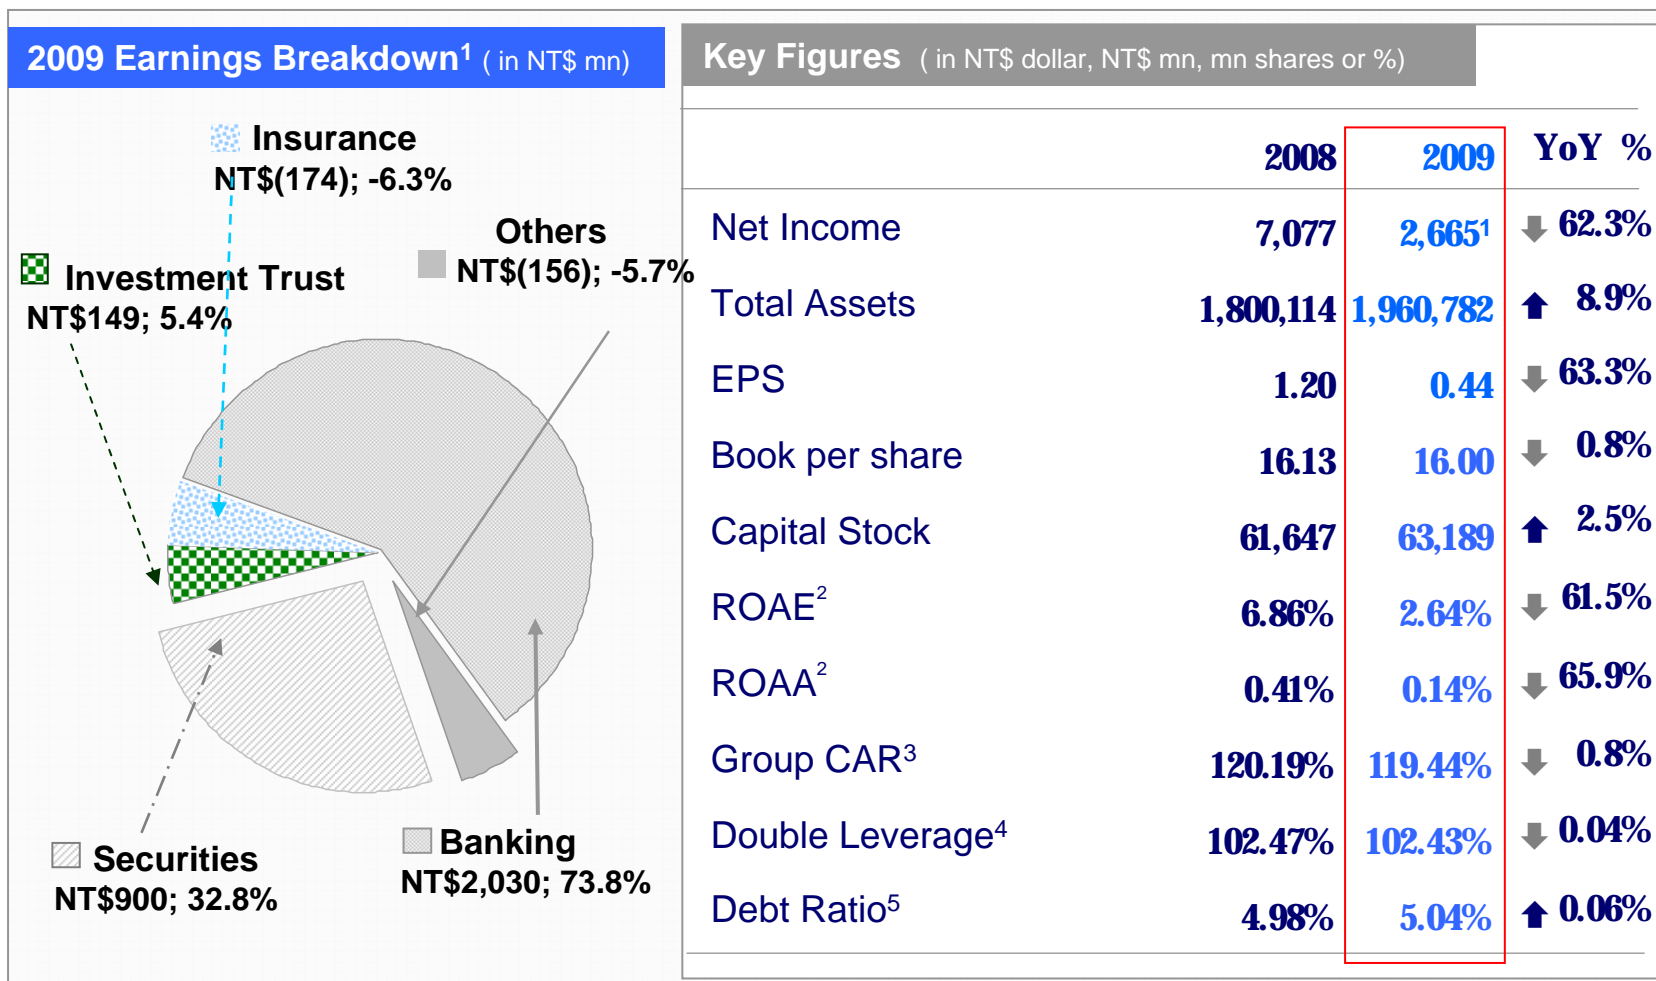 2009 Earnings Breakdown1 ( in NT$ mn)
Insurance
NT$(174); -6.3%
Others
NT$(156); -5.7%
Investment Trust
NT$149; 5.4%
Securities
NT$900; 32.8%
Banking
NT$2,030; 73.8%
Key Figures ( in NT$ dollar, NT$ mn, mn shares or %)
2008 2009 YoY %
Net Income 7,077 2,6651 62.3%
Total Assets 1,800,114 1,960,782 8.9%
EPS 1.20 0.44 63.3%
Book per share 16.13 16.00 0.8%
Capital Stock 61,647 63,189 2.5%
ROAE2 6.86% 2.64% 61.5%
ROAA2 0.41% 0.14% 65.9%
Group CAR3 120.19% 119.44% 0.8%
Double Leverage4 102.47% 102.43% 0.04%
Debt Ratio5 4.98% 5.04% 0.06%